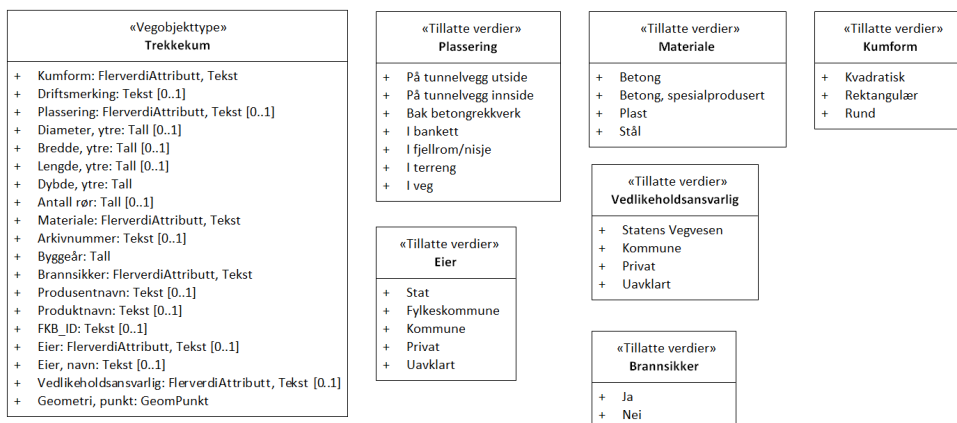 «Vegobjekttype»
Trekkekum
+ Kumform: FlerverdiAttributt, Tekst
+ Driftsmerking: Tekst [0..1]
+ Plassering: FlerverdiAttributt, Tekst [0..1]
+ Diameter, ytre: Tall [0..1]
+ Bredde, ytre: Tall [0..1]
+ Lengde, ytre: Tall [0..1]
+ Dybde, ytre: Tall
+ Antall rør: Tall [0..1]
+ Materiale: FlerverdiAttributt, Tekst
+ Arkivnummer: Tekst [0..1]
+ Byggeår: Tall
+ Brannsikker: FlerverdiAttributt, Tekst
+ Produsentnavn: Tekst [0..1]
+ Produktnavn: Tekst [0..1]
+ FKB_ID: Tekst [0..1]
+ Eier: FlerverdiAttributt, Tekst [0..1]
+ Eier, navn: Tekst [0..1]
+ Vedlikeholdsansvarlig: FlerverdiAttributt, Tekst [0..1]
+ Geometri, punkt: GeomPunkt
«Tillatte verdier»
Plassering
+ På tunnelvegg utside
+ På tunnelvegg innside
+ Bak betongrekkverk
+ I bankett
+ I fjellrom/nisje
+ I terreng
+ I veg
«Tillatte verdier»
Eier
+ Stat
+ Fylkeskommune
+ Kommune
+ Privat
+ Uavklart
«Tillatte verdier»
Materiale
+ Betong
+ Betong, spesialprodusert
+ Plast
+ Stål
«Tillatte verdier»
Vedlikeholdsansvarlig
+ Statens Vegvesen
+ Kommune
+ Privat
+ Uavklart
«Tillatte verdier»
Brannsikker
+ Ja
+ Nei
«Tillatte verdier»
Kumform
+ Kvadratisk
+ Rektangulær
+ Rund